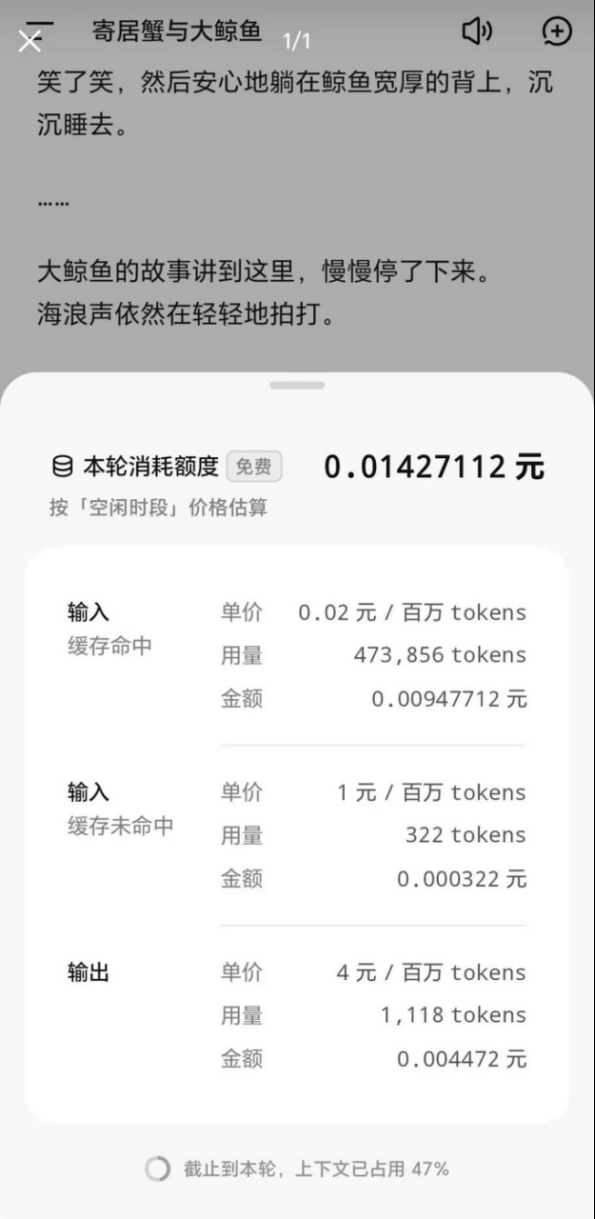 寄居蟹与大鲸鱼
1/1
笑了笑，然后安心地躺在鲸鱼宽厚的背上，沉
沉睡去。
……
大鲸鱼的故事讲到这里，慢慢停了下来。
海浪声依然在轻轻地拍打。
本轮消耗额度 免费 0.01427112 元
按「空闲时段」价格估算
输入 单价 0.02 元 / 百万 tokens
缓存命中
用量 473,856 tokens
金额 0.00947712 元
输入 单价 1 元 / 百万 tokens
缓存未命中
用量 322 tokens
金额 0.000322 元
输出 单价 4 元 / 百万 tokens
用量 1,118 tokens
金额 0.004472 元
截止到本轮，上下文已占用 47%